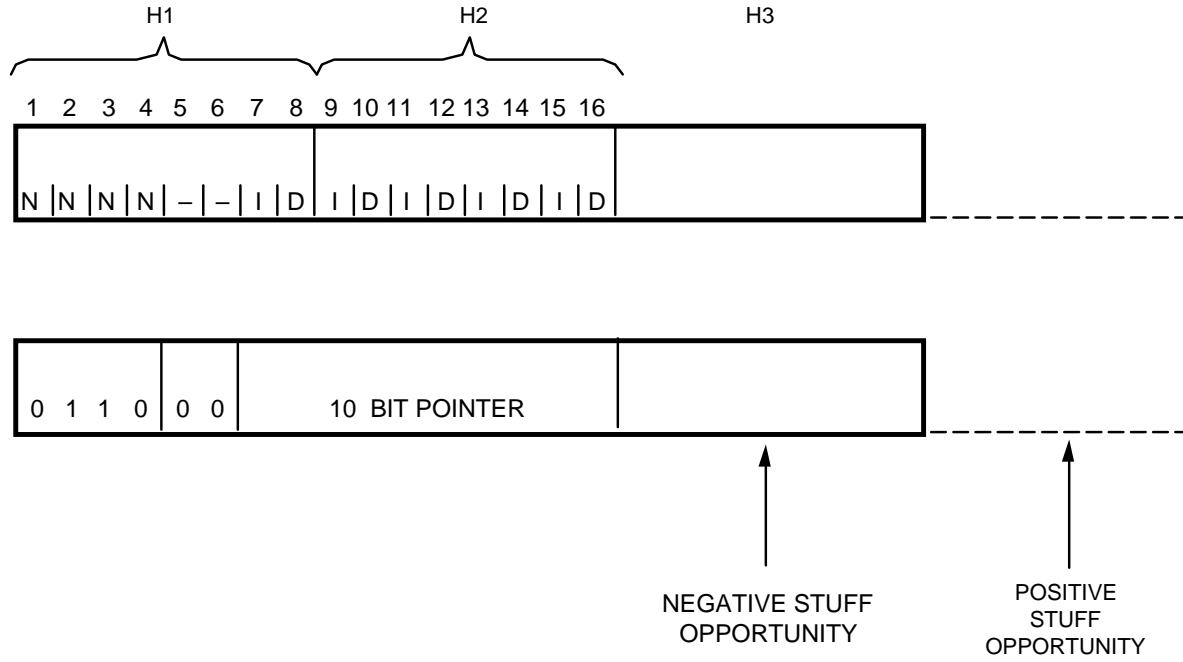 H1 H2 H3
1 2 3 4 5 6 7 8 9 10 11 12 13 14 15 16
N | N | N | N | – | – | I | D | I | D | I | D | I | D | I | D
0 1 1 0 0 0 10 BIT POINTER
NEGATIVE STUFF
OPPORTUNITY
POSITIVE
STUFF
OPPORTUNITY